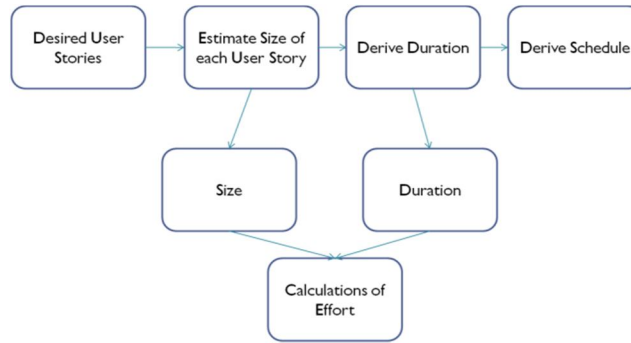 Desired User
Stories
Estimate Size of
each User Story
Derive Duration
Derive Schedule
Size
Duration
Calculations of
Effort